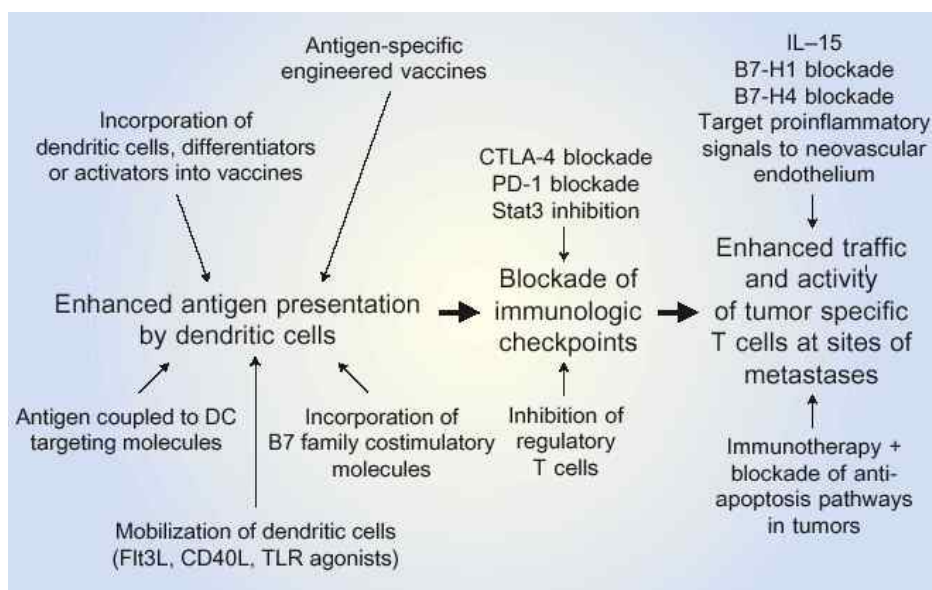 Antigen-specific
engineered vaccines
Incorporation of
dendritic cells, differentiators
or activators into vaccines
Enhanced antigen presentation
by dendritic cells
Antigen coupled to DC
targeting molecules
Incorporation of
B7 family costimulatory
molecules
Mobilization of dendritic cells
(Flt3L, CD40L, TLR agonists)
CTLA-4 blockade
PD-1 blockade
Stat3 inhibition
Blockade of
immunologic
checkpoints
Inhibition of
regulatory
T cells
IL–15
B7-H1 blockade
B7-H4 blockade
Target proinflammatory
signals to neovascular
endothelium
Enhanced traffic
and activity
of tumor specific
T cells at sites of
metastases
Immunotherapy +
blockade of anti-
apoptosis pathways
in tumors